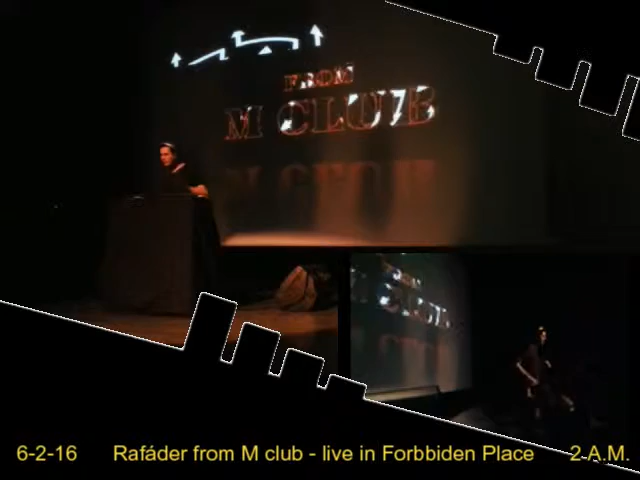 FROM
M CLUB
6-2-16 Rafáder from M club - live in Forbbiden Place 2-A.M.